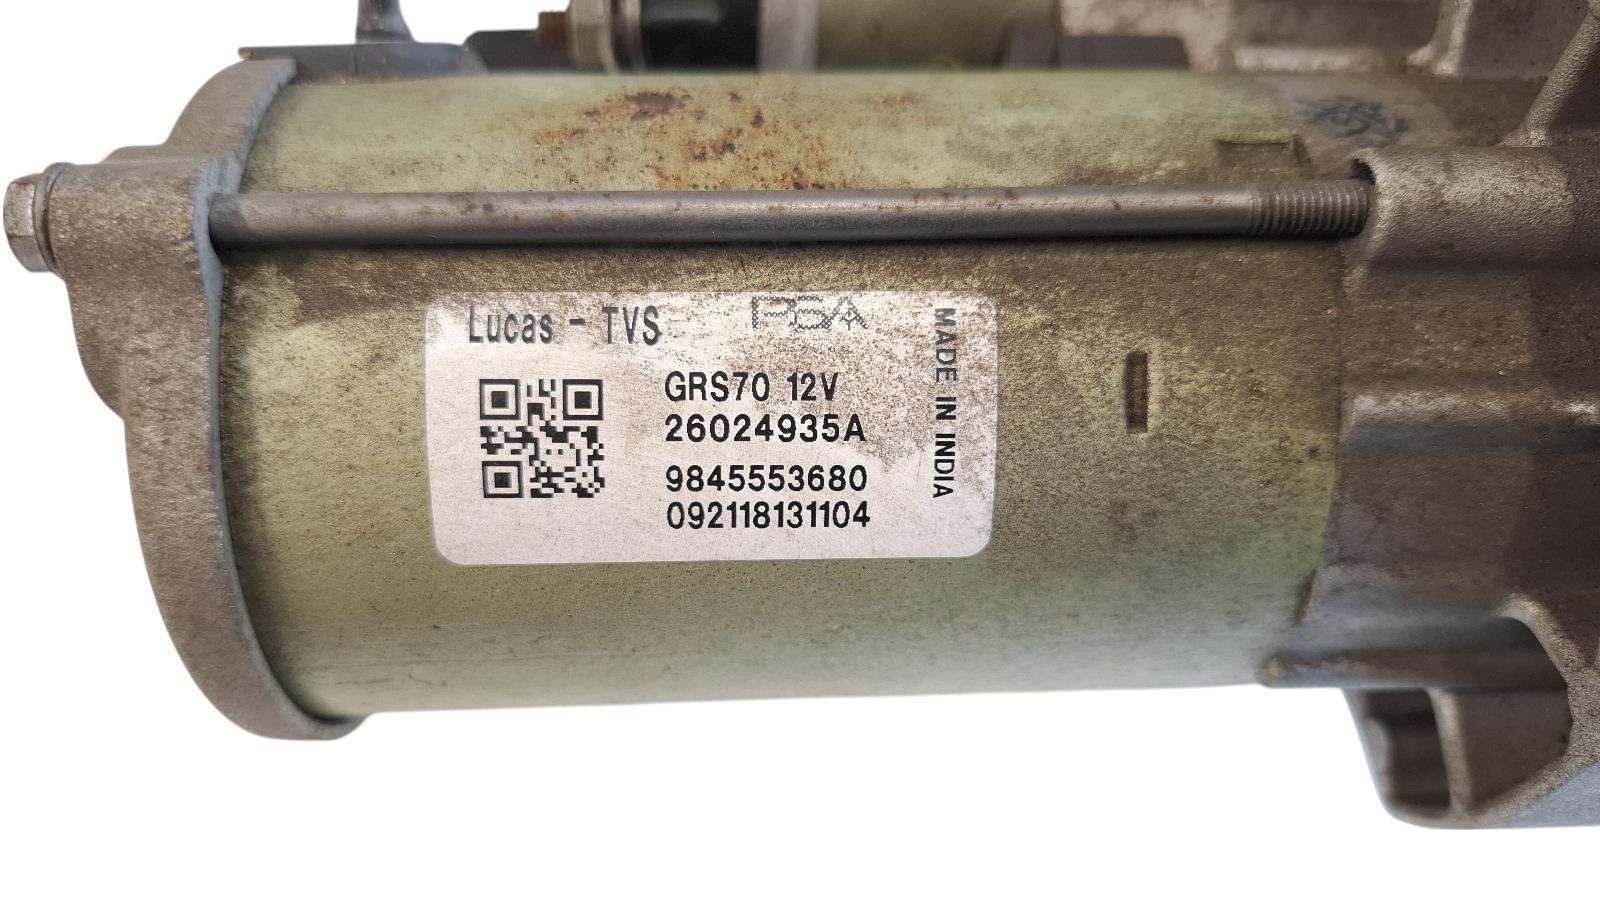 Lucas - TVS
PSA
GRS70 12V
26024935A
9845553680
092118131104
MADE IN INDIA